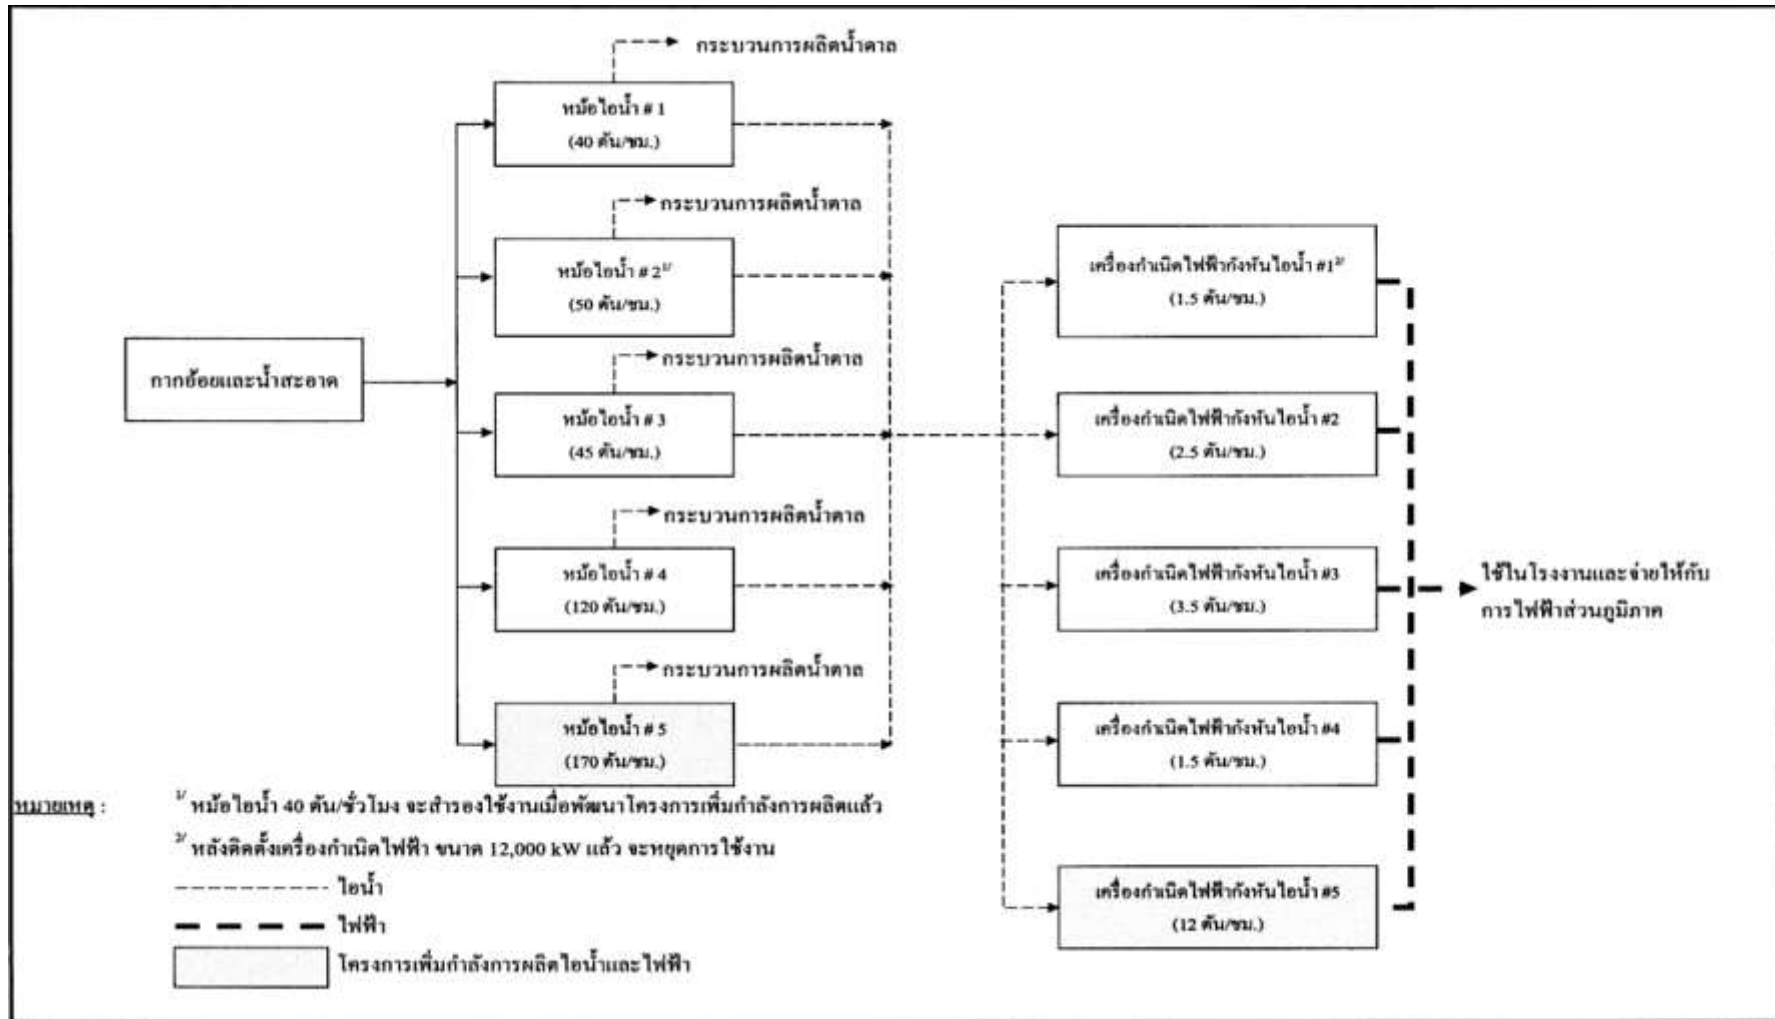 กระบวนการผลิตน้ำตาล
หม้อไอน้ำ # 1
(40 ตัน/ชม.)
กระบวนการผลิตน้ำตาล
หม้อไอน้ำ # 2 1/
(50 ตัน/ชม.)
กระบวนการผลิตน้ำตาล
หม้อไอน้ำ # 3
(45 ตัน/ชม.)
กระบวนการผลิตน้ำตาล
หม้อไอน้ำ # 4
(120 ตัน/ชม.)
กระบวนการผลิตน้ำตาล
หม้อไอน้ำ # 5
(170 ตัน/ชม.)
กากอ้อยและน้ำสะอาด
เครื่องกำเนิดไฟฟ้ากังหันไอน้ำ #1 2/
(1.5 ตัน/ชม.)
เครื่องกำเนิดไฟฟ้ากังหันไอน้ำ #2
(2.5 ตัน/ชม.)
เครื่องกำเนิดไฟฟ้ากังหันไอน้ำ #3
(3.5 ตัน/ชม.)
เครื่องกำเนิดไฟฟ้ากังหันไอน้ำ #4
(1.5 ตัน/ชม.)
เครื่องกำเนิดไฟฟ้ากังหันไอน้ำ #5
(12 ตัน/ชม.)
ใช้ในโรงงานและจ่ายให้กับ
การไฟฟ้าส่วนภูมิภาค
หมายเหตุ : 1/ หม้อไอน้ำ 40 ตัน/ชั่วโมง จะสำรองใช้งานเมื่อพัฒนาโครงการเพิ่มกำลังการผลิตแล้ว
2/ หลังติดตั้งเครื่องกำเนิดไฟฟ้า ขนาด 12,000 kW แล้ว จะหยุดการใช้งาน
ไอน้ำ
ไฟฟ้า
โครงการเพิ่มกำลังการผลิตไอน้ำและไฟฟ้า